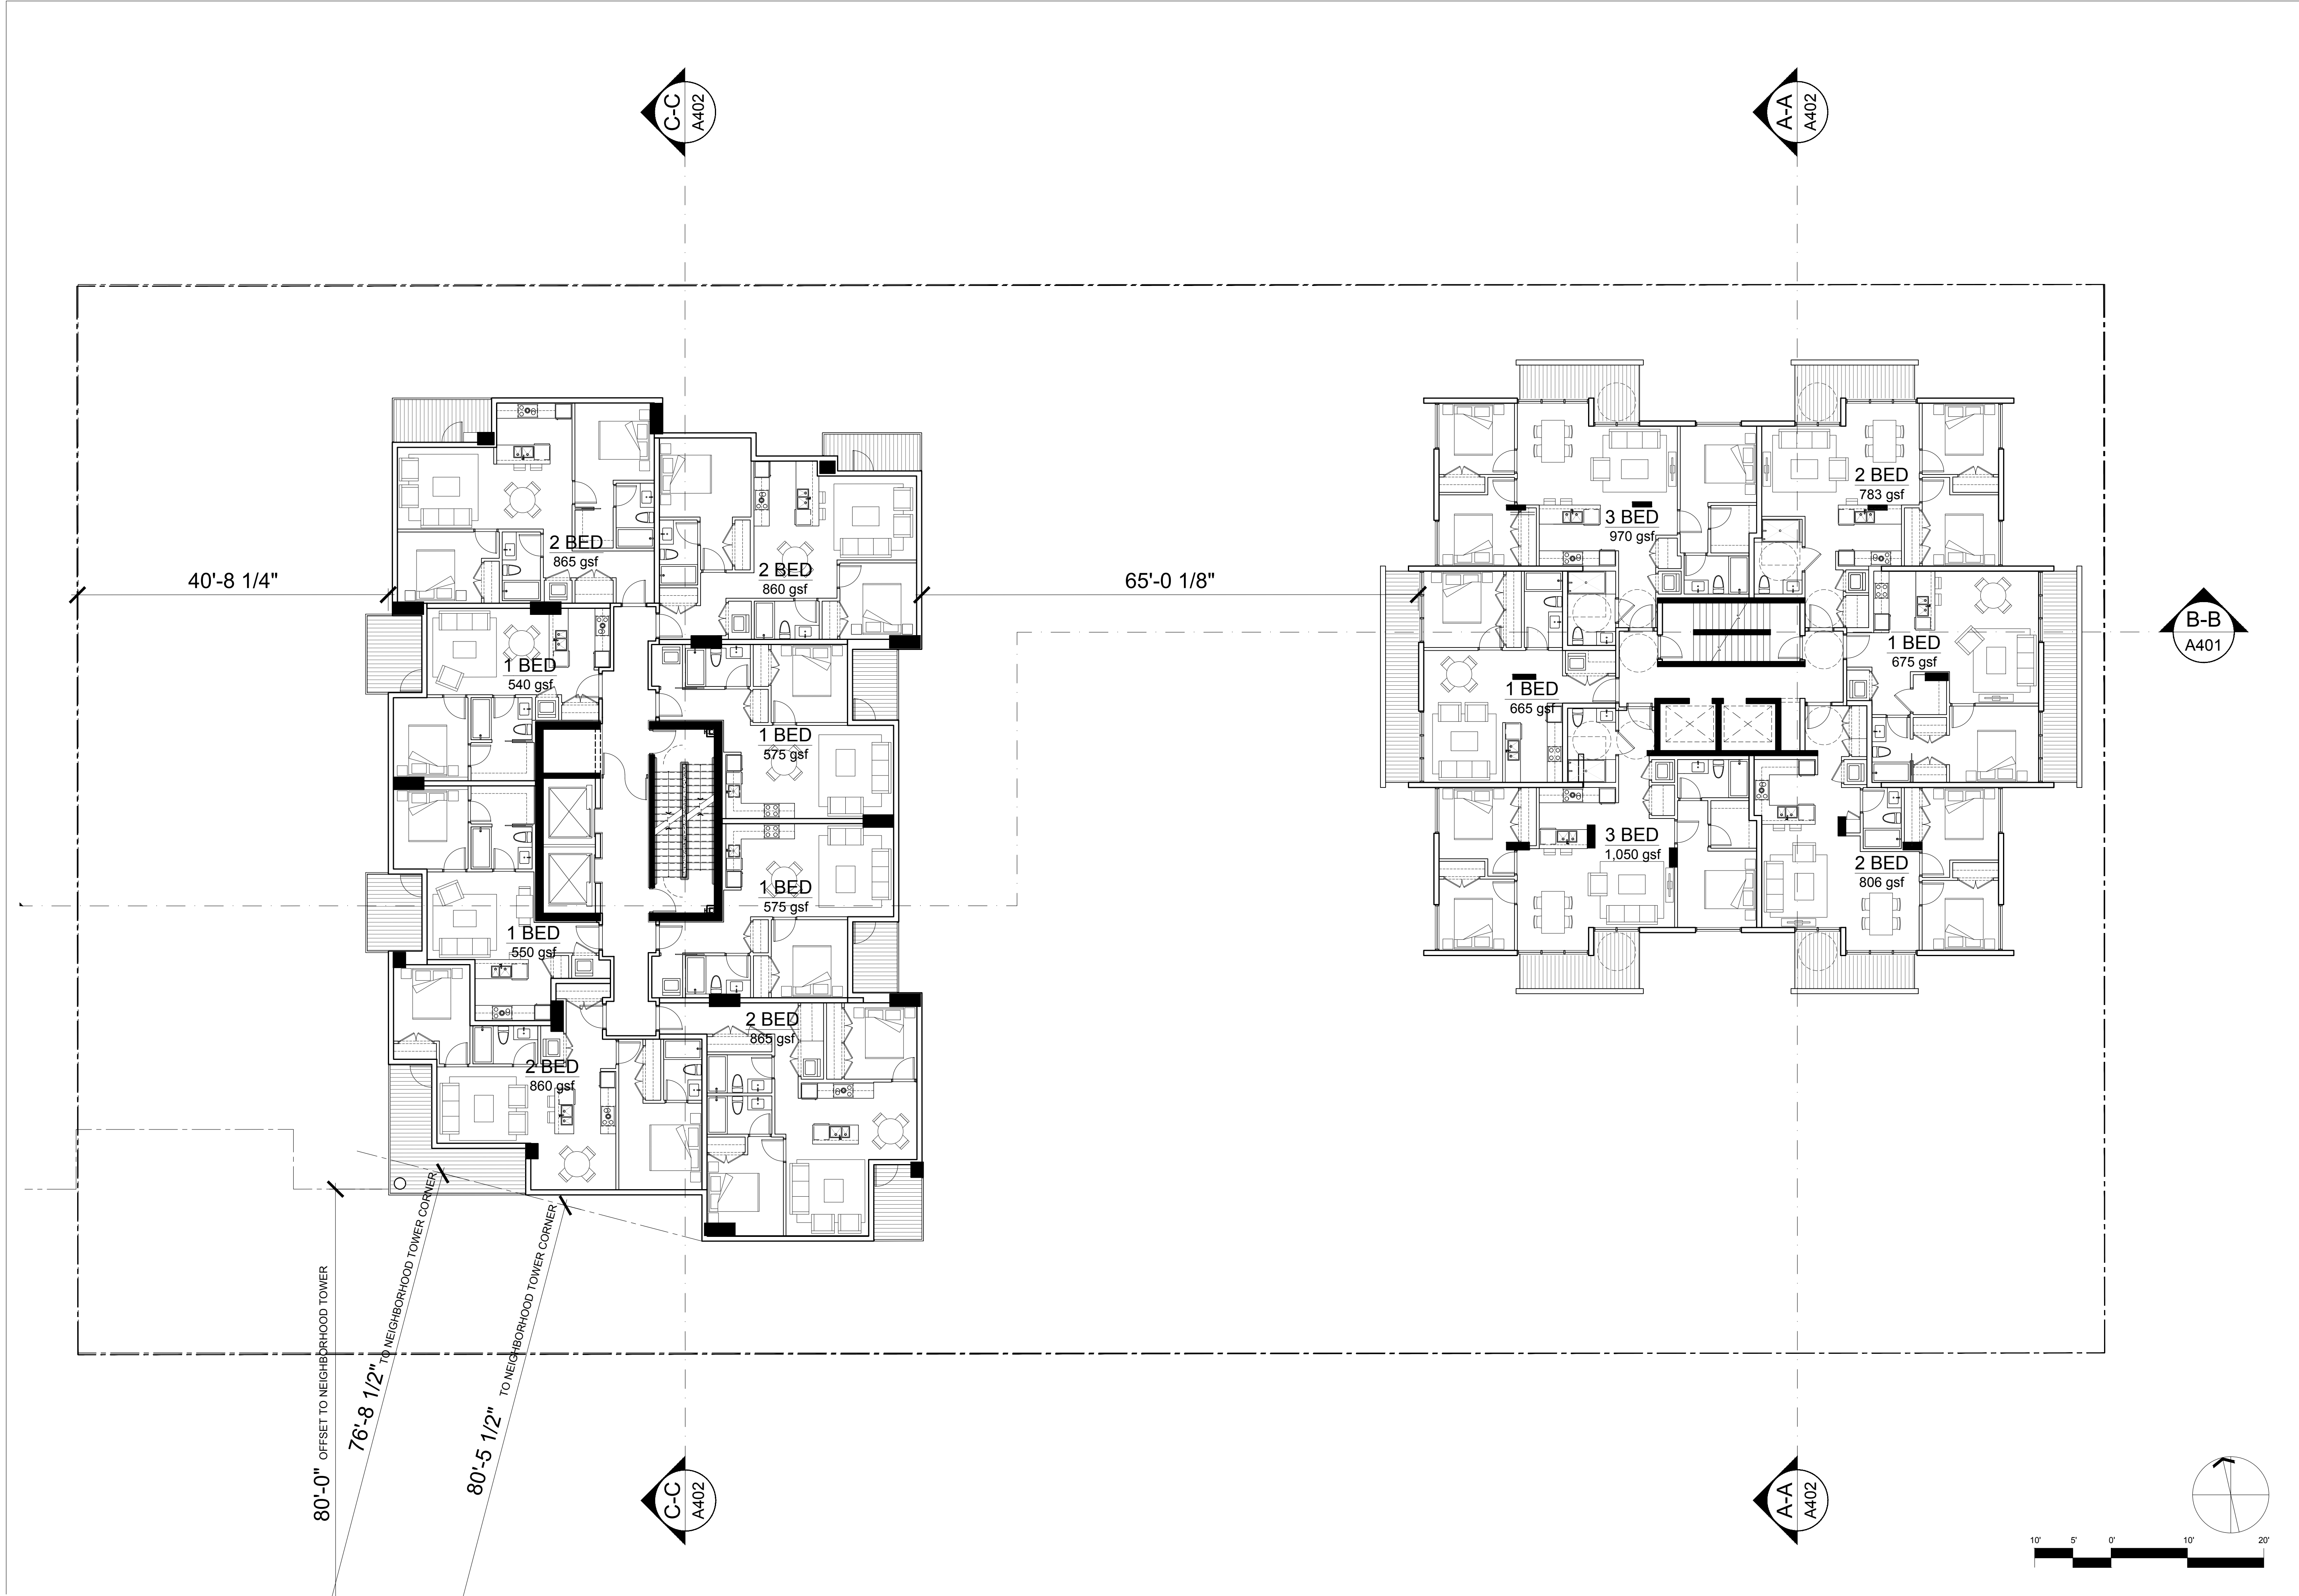 C-C
A402
A-A
A402
2 BED
865 gsf
2 BED
860 gsf
3 BED
970 gsf
2 BED
783 gsf
40'-8 1/4"
65'-0 1/8"
B-B
A401
1 BED
540 gsf
1 BED
575 gsf
1 BED
665 gsf
1 BED
675 gsf
1 BED
575 gsf
1 BED
550 gsf
3 BED
1,050 gsf
2 BED
806 gsf
2 BED
865 gsf
2 BED
860 gsf
80'-0" OFFSET TO NEIGHBORHOOD TOWER
76'-8 1/2" TO NEIGHBORHOOD TOWER CORNER
80'-5 1/2" TO NEIGHBORHOOD TOWER CORNER
C-C
A402
A-A
A402
10' 5' 0' 10' 20'